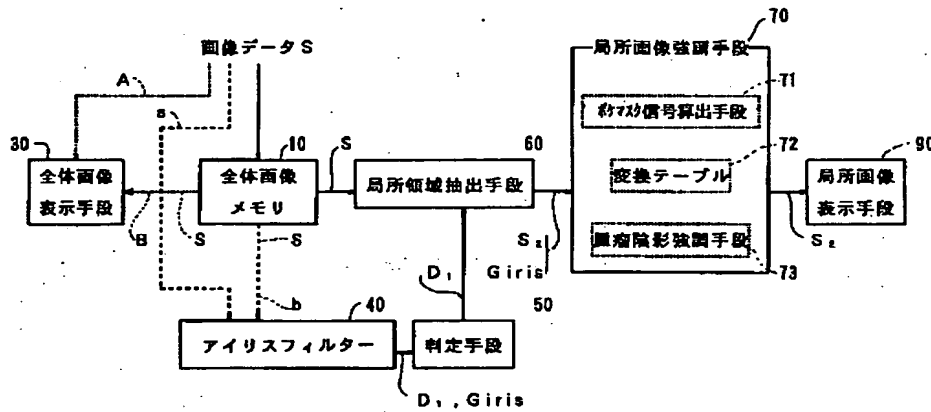 画像データS
70
局所画像強調手段
A
a
71
ボケマスク信号算出手段
30
10
S
60
72
90
全体画像
表示手段
全体画像
メモリ
局所領域抽出手段
変換テーブル
局所画像
表示手段
B
S
S
S₂
Giris
腫瘤陰影強調手段
S₂
D₁
73
b
40
50
アイリスフィルター
判定手段
D₁,Giris